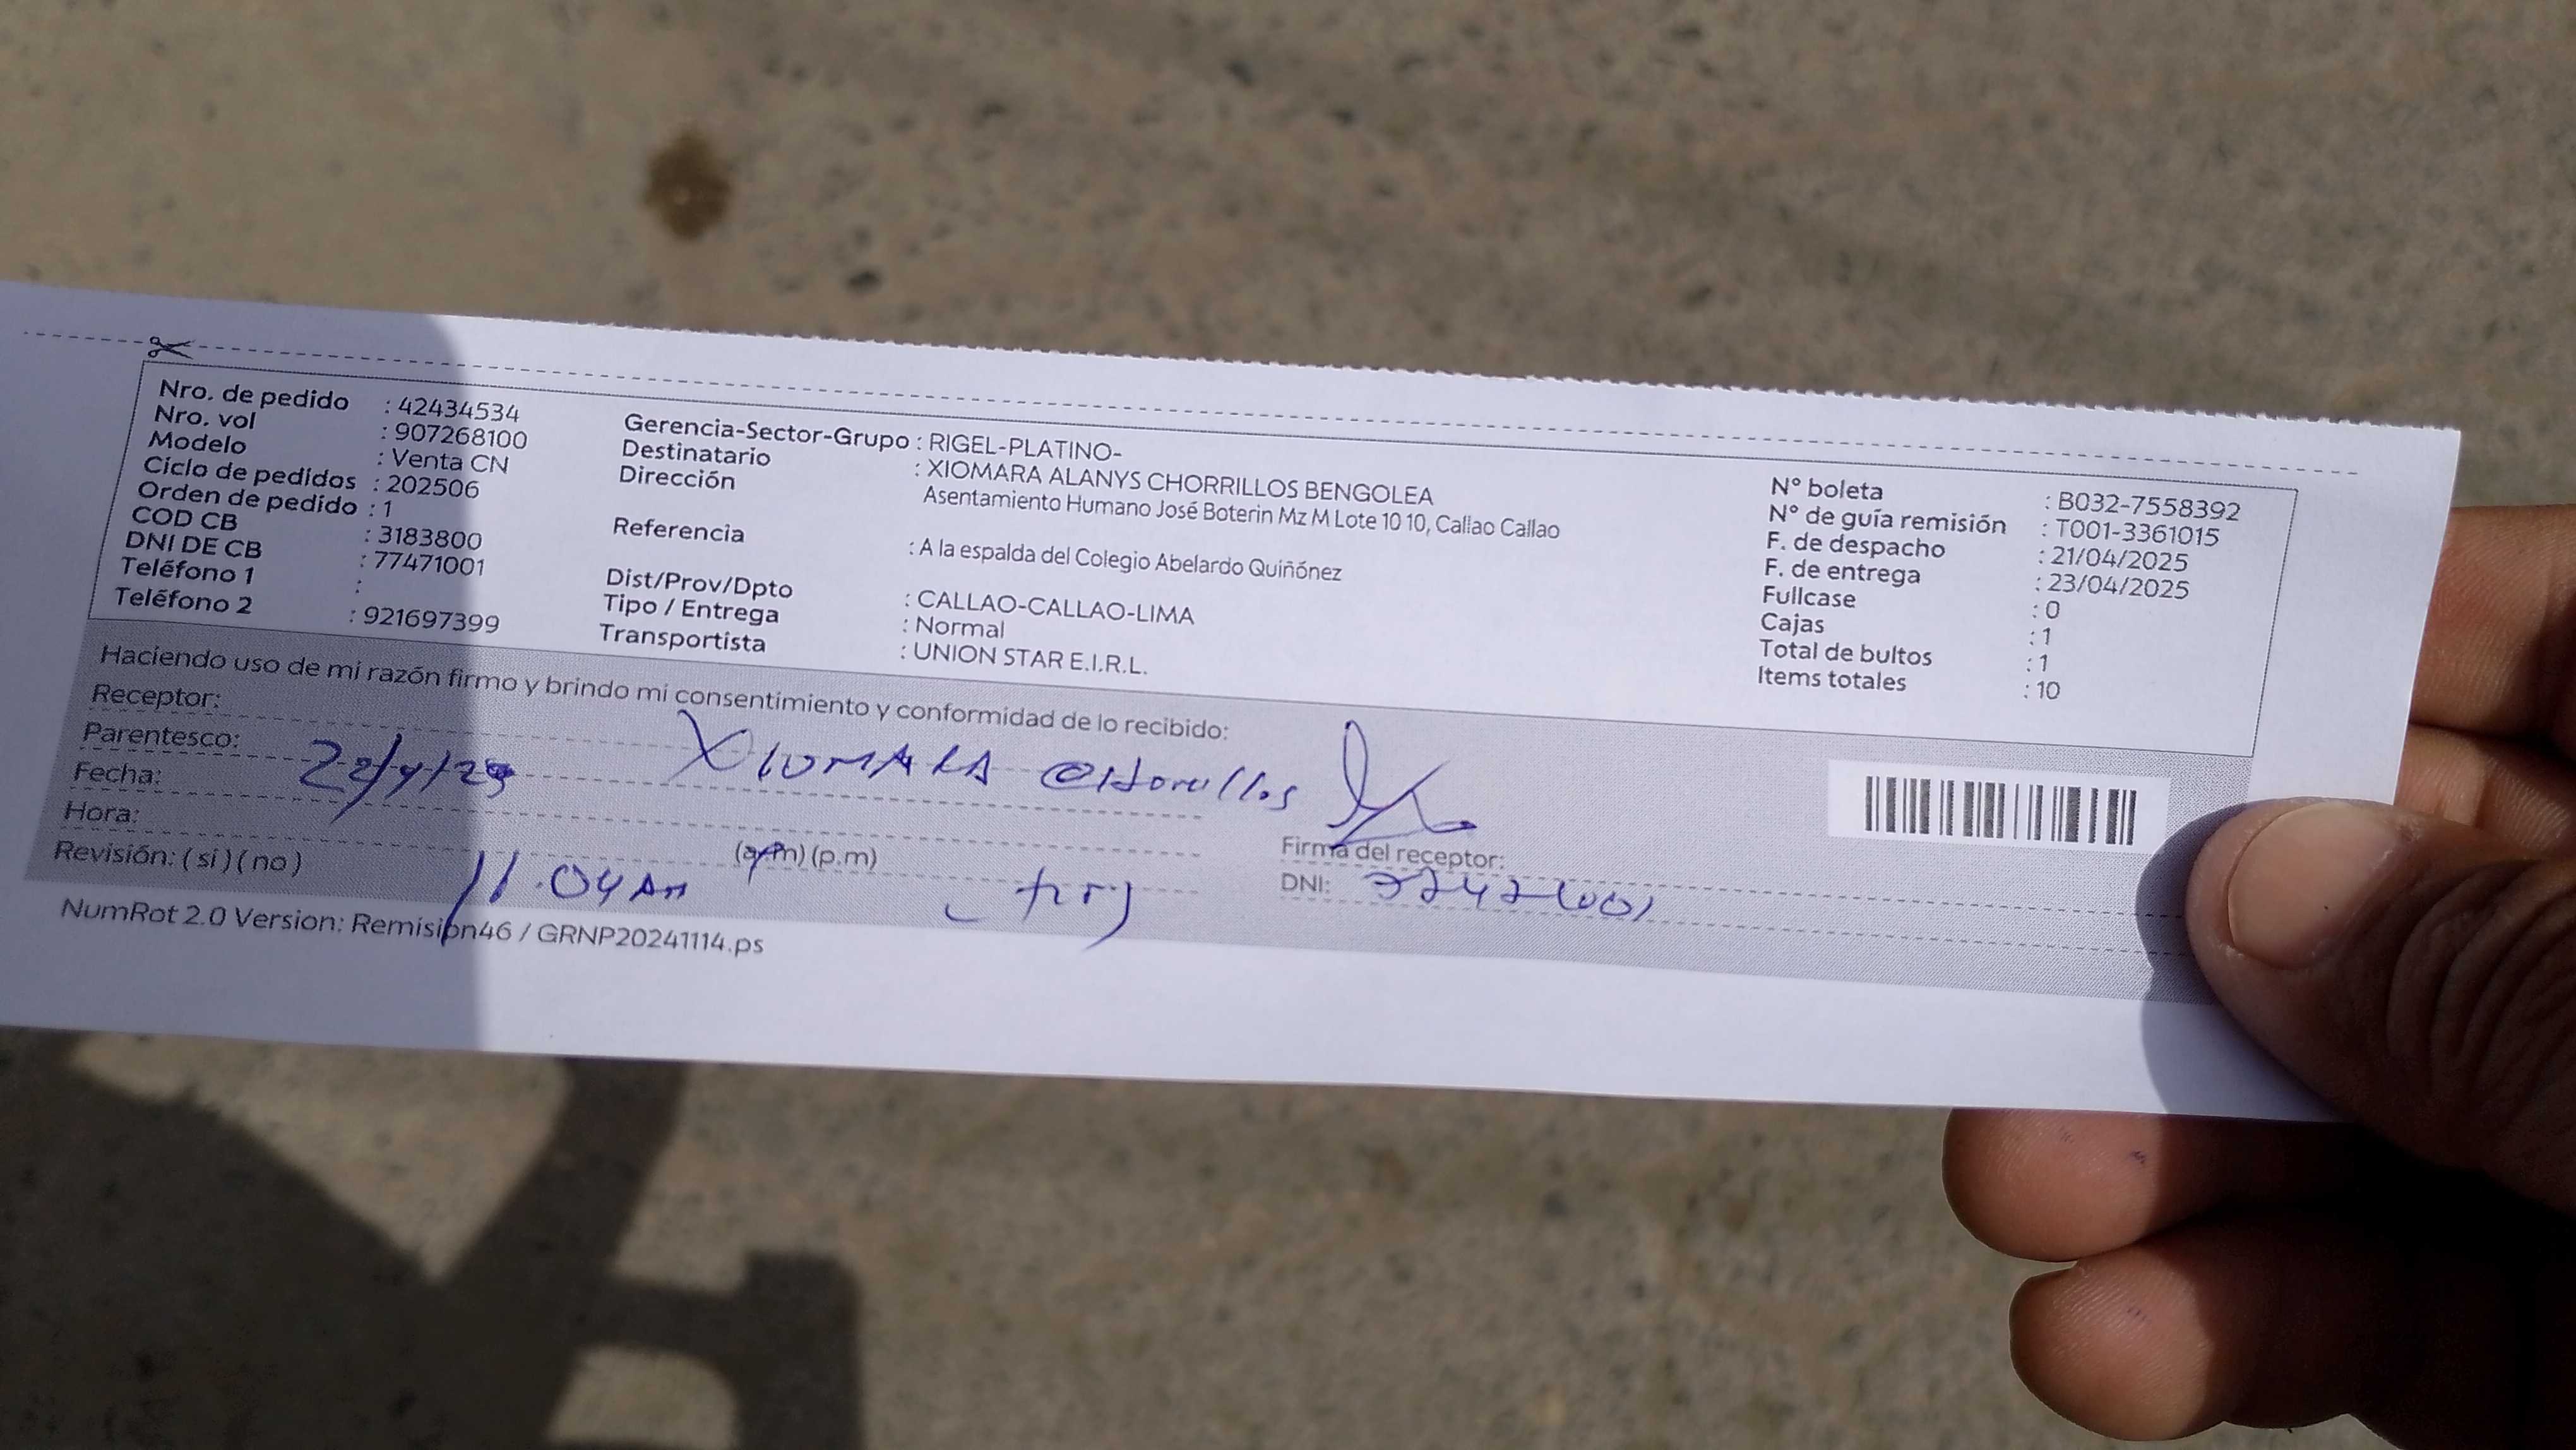 Nro. de pedido : 42434534
Nro. vol : 907268100
Modelo : Venta CN
Ciclo de pedidos : 202506
Orden de pedido : 1
COD CB : 3183800
DNI DE CB : 77471001
Teléfono 1 :
Teléfono 2 : 921697399
Gerencia-Sector-Grupo : RIGEL-PLATINO-
Destinatario : XIOMARA ALANYS CHORRILLOS BENGOLEA
Dirección Asentamiento Humano José Boterin Mz M Lote 10 10, Callao Callao
Referencia : A la espalda del Colegio Abelardo Quiñónez
Dist/Prov/Dpto : CALLAO-CALLAO-LIMA
Tipo / Entrega : Normal
Transportista : UNION STAR E.I.R.L.
N° boleta : B032-7558392
N° de guía remisión : T001-3361015
F. de despacho : 21/04/2025
F. de entrega : 23/04/2025
Fullcase : 0
Cajas : 1
Total de bultos : 1
Items totales : 10
Haciendo uso de mi razón firmo y brindo mi consentimiento y conformidad de lo recibido:
Receptor: XIOMARA CHorrillos
Parentesco:
Fecha:
Hora: 11.04 AM (a.m) (p.m)
Revisión: ( si ) ( no )
Firma del receptor:
DNI:
NumRot 2.0 Version: Remision46 / GRNP20241114.ps